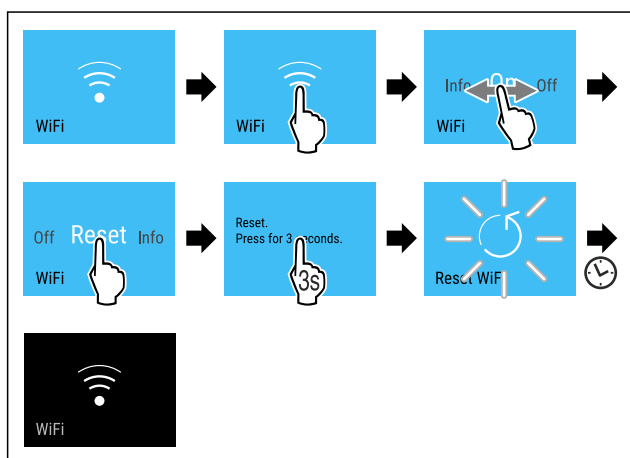 WiFi
WiFi
Info On Off
WiFi
Off Reset Info
WiFi
Reset.
Press for 3 seconds.
3s
Reset WiFi
WiFi